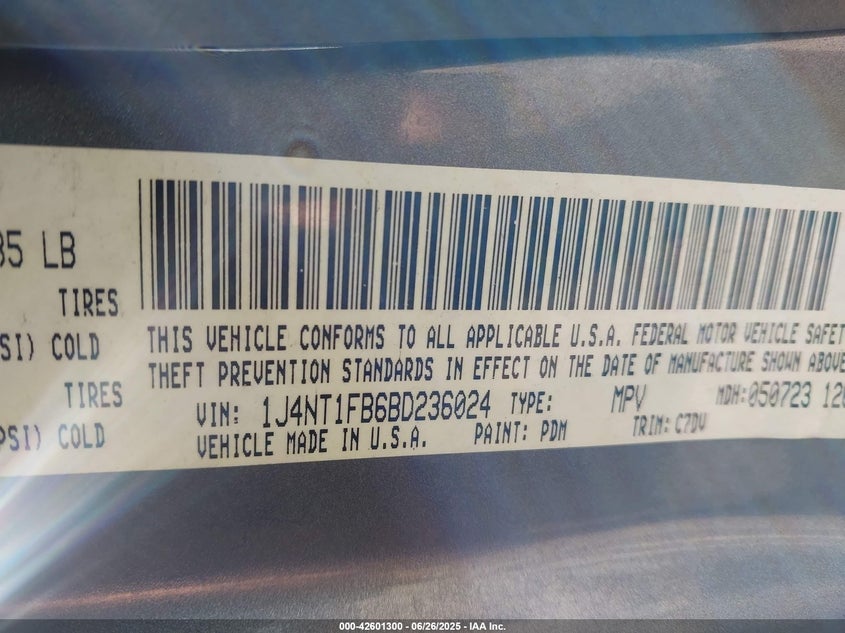 85 LB
TIRES
SI) COLD
TIRES
PSI) COLD
THIS VEHICLE CONFORMS TO ALL APPLICABLE U.S.A. FEDERAL MOTOR VEHICLE SAFET
THEFT PREVENTION STANDARDS IN EFFECT ON THE DATE OF MANUFACTURE SHOWN ABOVE
VIN: 1J4NT1FB6BD236024 TYPE: MPV MDH:050723 120
VEHICLE MADE IN U.S.A. PAINT: PDM TRIM: C7DV
000-42601300 - 06/26/2025 - IAA Inc.